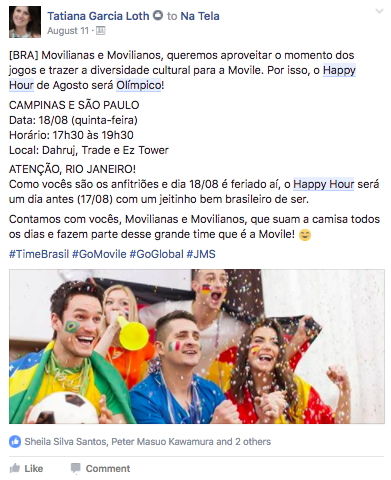 Tatiana Garcia Loth to Na Tela
August 11
[BRA] Movilianas e Movilianos, queremos aproveitar o momento dos
jogos e trazer a diversidade cultural para a Movile. Por isso, o Happy
Hour de Agosto será Olímpico!
CAMPINAS E SÃO PAULO
Data: 18/08 (quinta-feira)
Horário: 17h30 às 19h30
Local: Dahruj, Trade e Ez Tower
ATENÇÃO, RIO JANEIRO!
Como vocês são os anfitriões e dia 18/08 é feriado aí, o Happy Hour será
um dia antes (17/08) com um jeitinho bem brasileiro de ser.
Contamos com vocês, Movilianas e Movilianos, que suam a camisa todos
os dias e fazem parte desse grande time que é a Movile!
#TimeBrasil #GoMovile #GoGlobal #JMS
Sheila Silva Santos, Peter Masuo Kawamura and 2 others
Like Comment